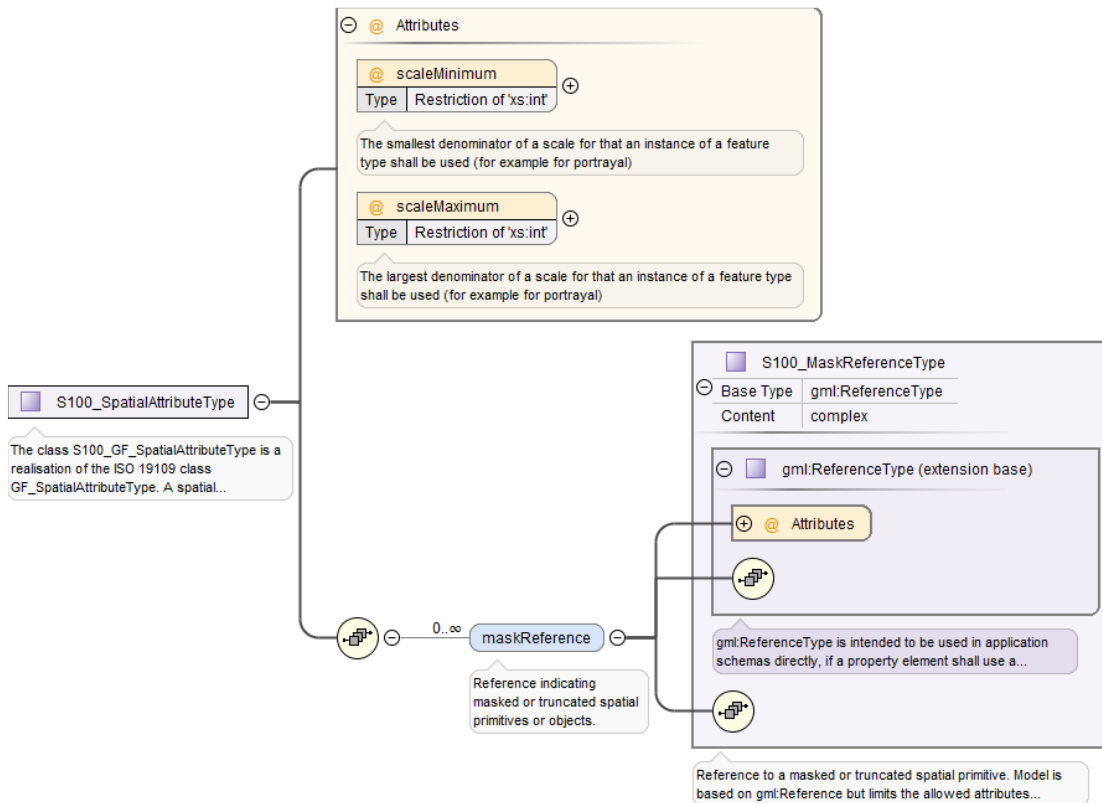 @ Attributes
@ scaleMinimum
Type Restriction of 'xs:int'
The smallest denominator of a scale for that an instance of a feature
type shall be used (for example for portrayal)
@ scaleMaximum
Type Restriction of 'xs:int'
The largest denominator of a scale for that an instance of a feature type
shall be used (for example for portrayal)
S100_SpatialAttributeType
The class S100_GF_SpatialAttributeType is a
realisation of the ISO 19109 class
GF_SpatialAttributeType. A spatial...
0..∞
maskReference
Reference indicating
masked or truncated spatial
primitives or objects.
S100_MaskReferenceType
Base Type gml:ReferenceType
Content complex
gml:ReferenceType (extension base)
@ Attributes
gml:ReferenceType is intended to be used in application
schemas directly, if a property element shall use a...
Reference to a masked or truncated spatial primitive. Model is
based on gml:Reference but limits the allowed attributes...